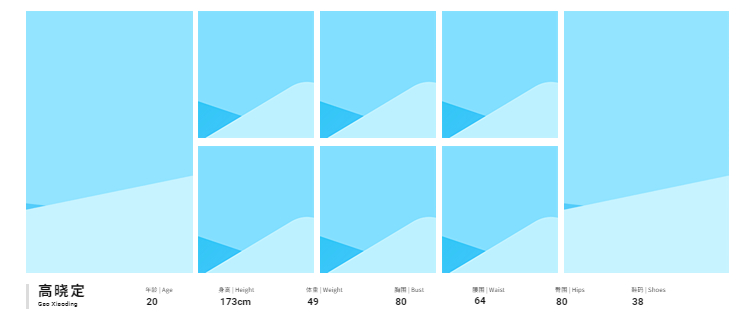 高晓定
Gao Xiaoding
年龄 | Age
20
身高 | Height
173cm
体重 | Weight
49
胸围 | Bust
80
腰围 | Waist
64
臀围 | Hips
80
鞋码 | Shoes
38